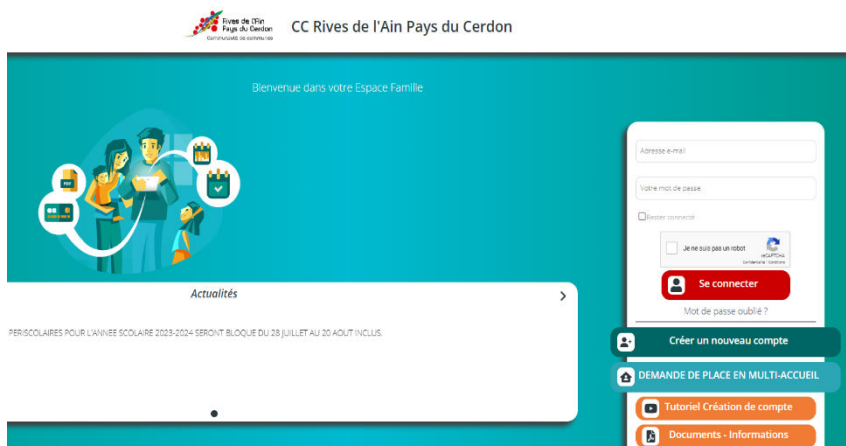 Rives de l'Ain
Pays du Cerdon
Communauté de communes
CC Rives de l'Ain Pays du Cerdon
Bienvenue dans votre Espace Famille
PDF
Actualités
PERISCOLAIRES POUR L'ANNEE SCOLAIRE 2023-2024 SERONT BLOQUE DU 28 JUILLET AU 20 AOUT INCLUS.
Adresse e-mail
Votre mot de passe
Rester connecté
Je ne suis pas un robot
reCAPTCHA
Confidentialité - Conditions
Se connecter
Mot de passe oublié ?
Créer un nouveau compte
DEMANDE DE PLACE EN MULTI-ACCUEIL
Tutoriel Création de compte
Documents - Informations